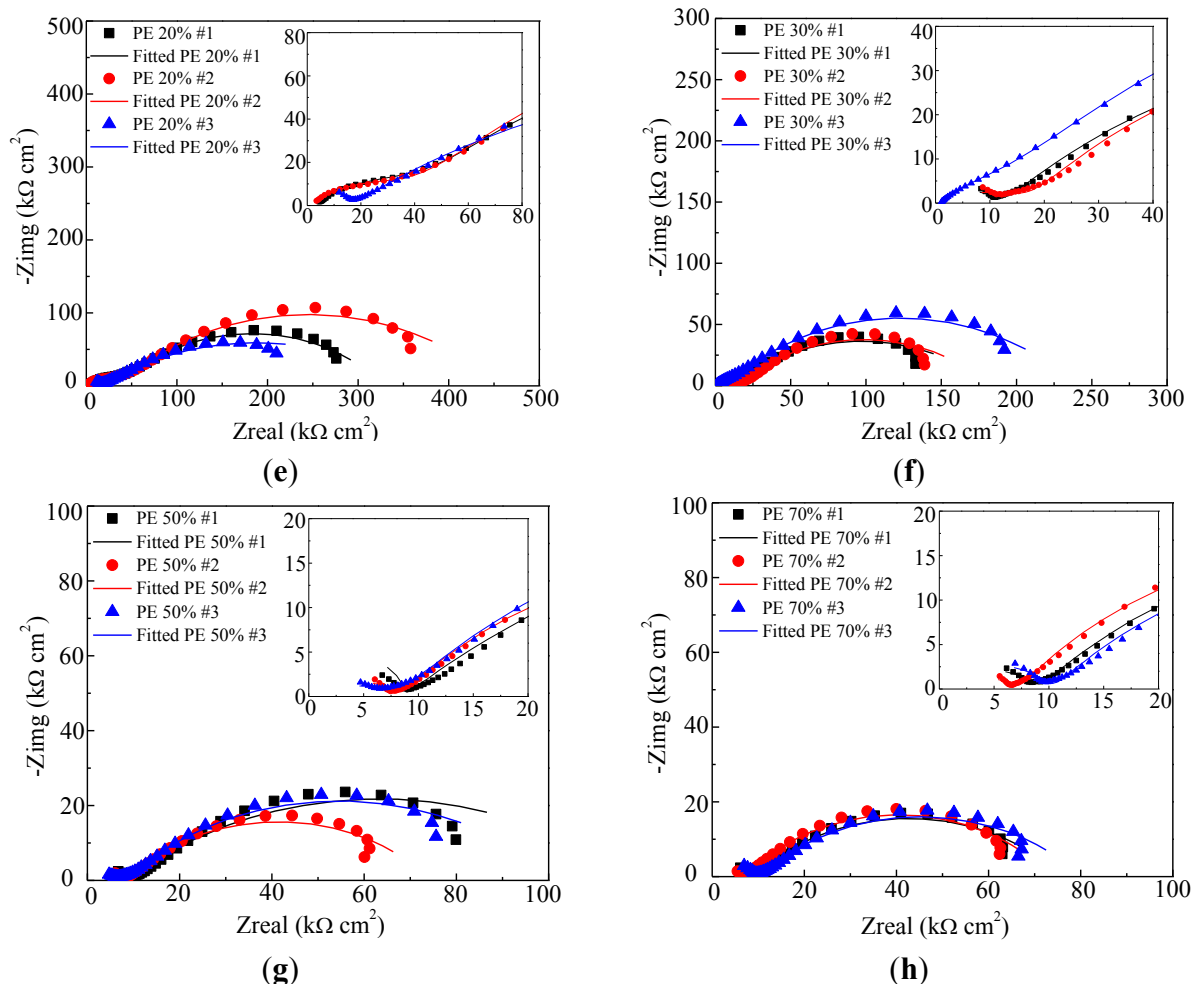 500
400
300
200
100
0
-Zimg (kΩ cm²)
PE 20% #1
Fitted PE 20% #1
PE 20% #2
Fitted PE 20% #2
PE 20% #3
Fitted PE 20% #3
80
60
40
20
0
0 20 40 60 80
0 100 200 300 400 500
Zreal (kΩ cm²)
(e)
300
275
250
225
200
175
150
125
100
75
50
25
0
-Zimg (kΩ cm²)
PE 30% #1
Fitted PE 30% #1
PE 30% #2
Fitted PE 30% #2
PE 30% #3
Fitted PE 30% #3
40
30
20
10
0
0 10 20 30 40
50 100 150 200 250 300
Zreal (kΩ cm²)
(f)
100
80
60
40
20
0
-Zimg (kΩ cm²)
PE 50% #1
Fitted PE 50% #1
PE 50% #2
Fitted PE 50% #2
PE 50% #3
Fitted PE 50% #3
20
15
10
5
0
0 5 10 15 20
0 20 40 60 80 100
Zreal (kΩ cm²)
(g)
100
80
60
40
20
0
-Zimg (kΩ cm²)
PE 70% #1
Fitted PE 70% #1
PE 70% #2
Fitted PE 70% #2
PE 70% #3
Fitted PE 70% #3
20
15
10
5
0
0 5 10 15 20
0 20 40 60 80 100
Zreal (kΩ cm²)
(h)